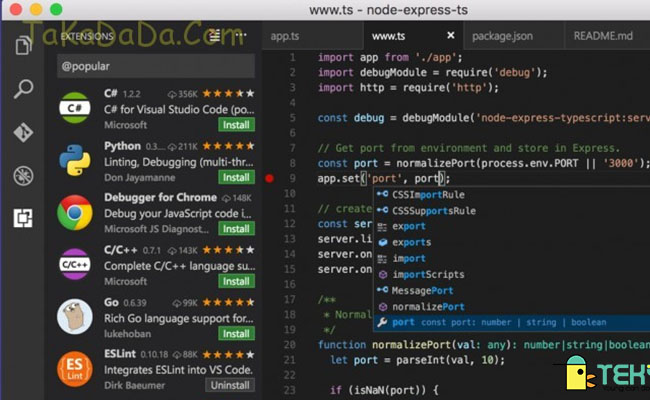 www.ts - node-express-ts
TaKaDaDa.Com
EXTENSIONS
@popular
C# 1.2.2 356K
C# for Visual Studio Code (po...
Microsoft Install
Python 0.3... 211K
Linting, Debugging (multi-thr...
Don Jayamanne Install
Debugger for Chrome 148K
Debug your JavaScript code i...
Microsoft JS Diagnost... Install
C/C++ 0.7.1 143K
Complete C/C++ language su...
Microsoft Install
Go 0.6.39 99K
Rich Go language support for...
lukehoban Install
ESLint 0.10.18 88K
Integrates ESLint into VS Code.
Dirk Baeumer Uninstall
C#
C/C++
GO
ES
Lint
app.ts www.ts package.json README.md
1 import app from './app';
2 import debugModule = require('debug');
3 import http = require('http');
4
5 const debug = debugModule('node-express-typescript:serv
6
7 // Get port from environment and store in Express.
8 const port = normalizePort(process.env.PORT || '3000');
9 app.set('port', port);
10
11 // create
12 const ser
13 server.li
14 server.on
15 server.on
16
17 /**
18 * Normal
19 */
20 function normalizePort(val: any): number|string|boolean
21 let port = parseInt(val, 10);
22
23 if (isNaN(port)) {
CSSImportRule
CSSSupportsRule
export
exports
import
importScripts
MessagePort
normalizePort
port const port: number | string | boolean
TEK